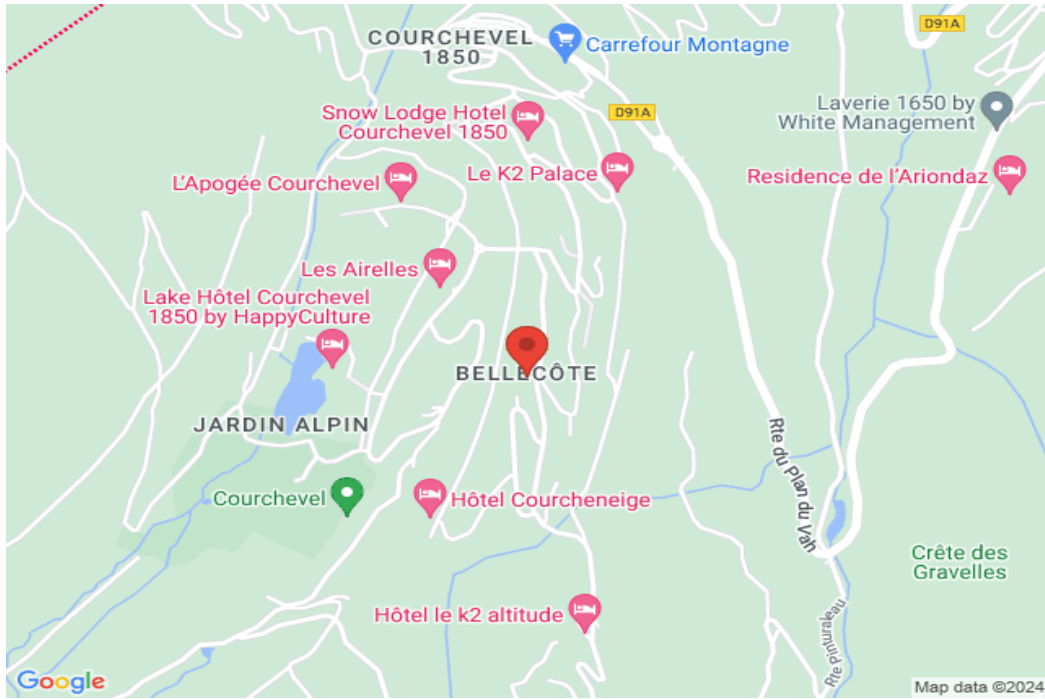 COURCHEVEL
1850
Carrefour Montagne
D91A
D91A
Snow Lodge Hotel
Courchevel 1850
Laverie 1650 by
White Management
L'Apogée Courchevel
Le K2 Palace
Residence de l'Ariondaz
Les Airelles
Lake Hôtel Courchevel
1850 by HappyCulture
BELLECÔTE
JARDIN ALPIN
Rte du Plan du Vah
Courchevel
Hôtel Courcheneige
Crête des
Gravelles
Hôtel le k2 altitude
Rte Pinturaleau
Google
Map data ©2024